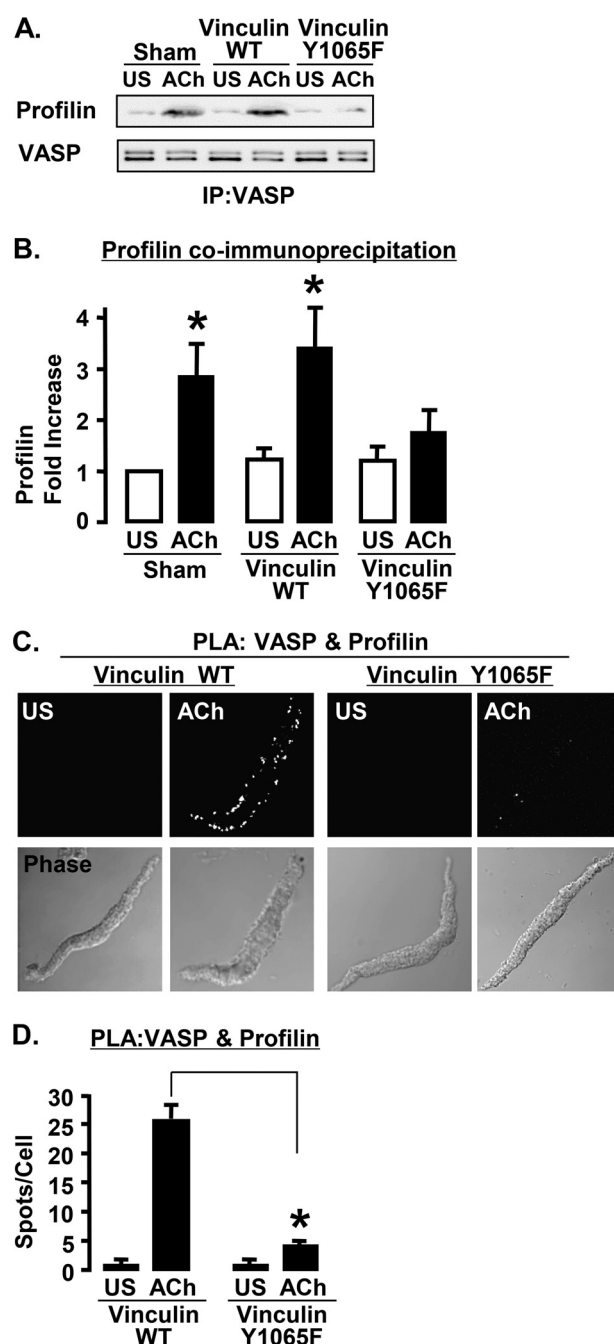 A.
Sham
Vinculin
WT
Vinculin
Y1065F
US ACh US ACh US ACh
Profilin
VASP
IP:VASP
B.
Profilin co-immunoprecipitation
Profilin
Fold Increase
4
3
2
1
0
*
*
US ACh US ACh US ACh
Sham
Vinculin
WT
Vinculin
Y1065F
C.
PLA: VASP & Profilin
Vinculin WT
Vinculin Y1065F
US
ACh
US
ACh
Phase
D.
PLA:VASP & Profilin
Spots/Cell
30
25
20
15
10
5
0
*
US ACh US ACh
Vinculin
WT
Vinculin
Y1065F